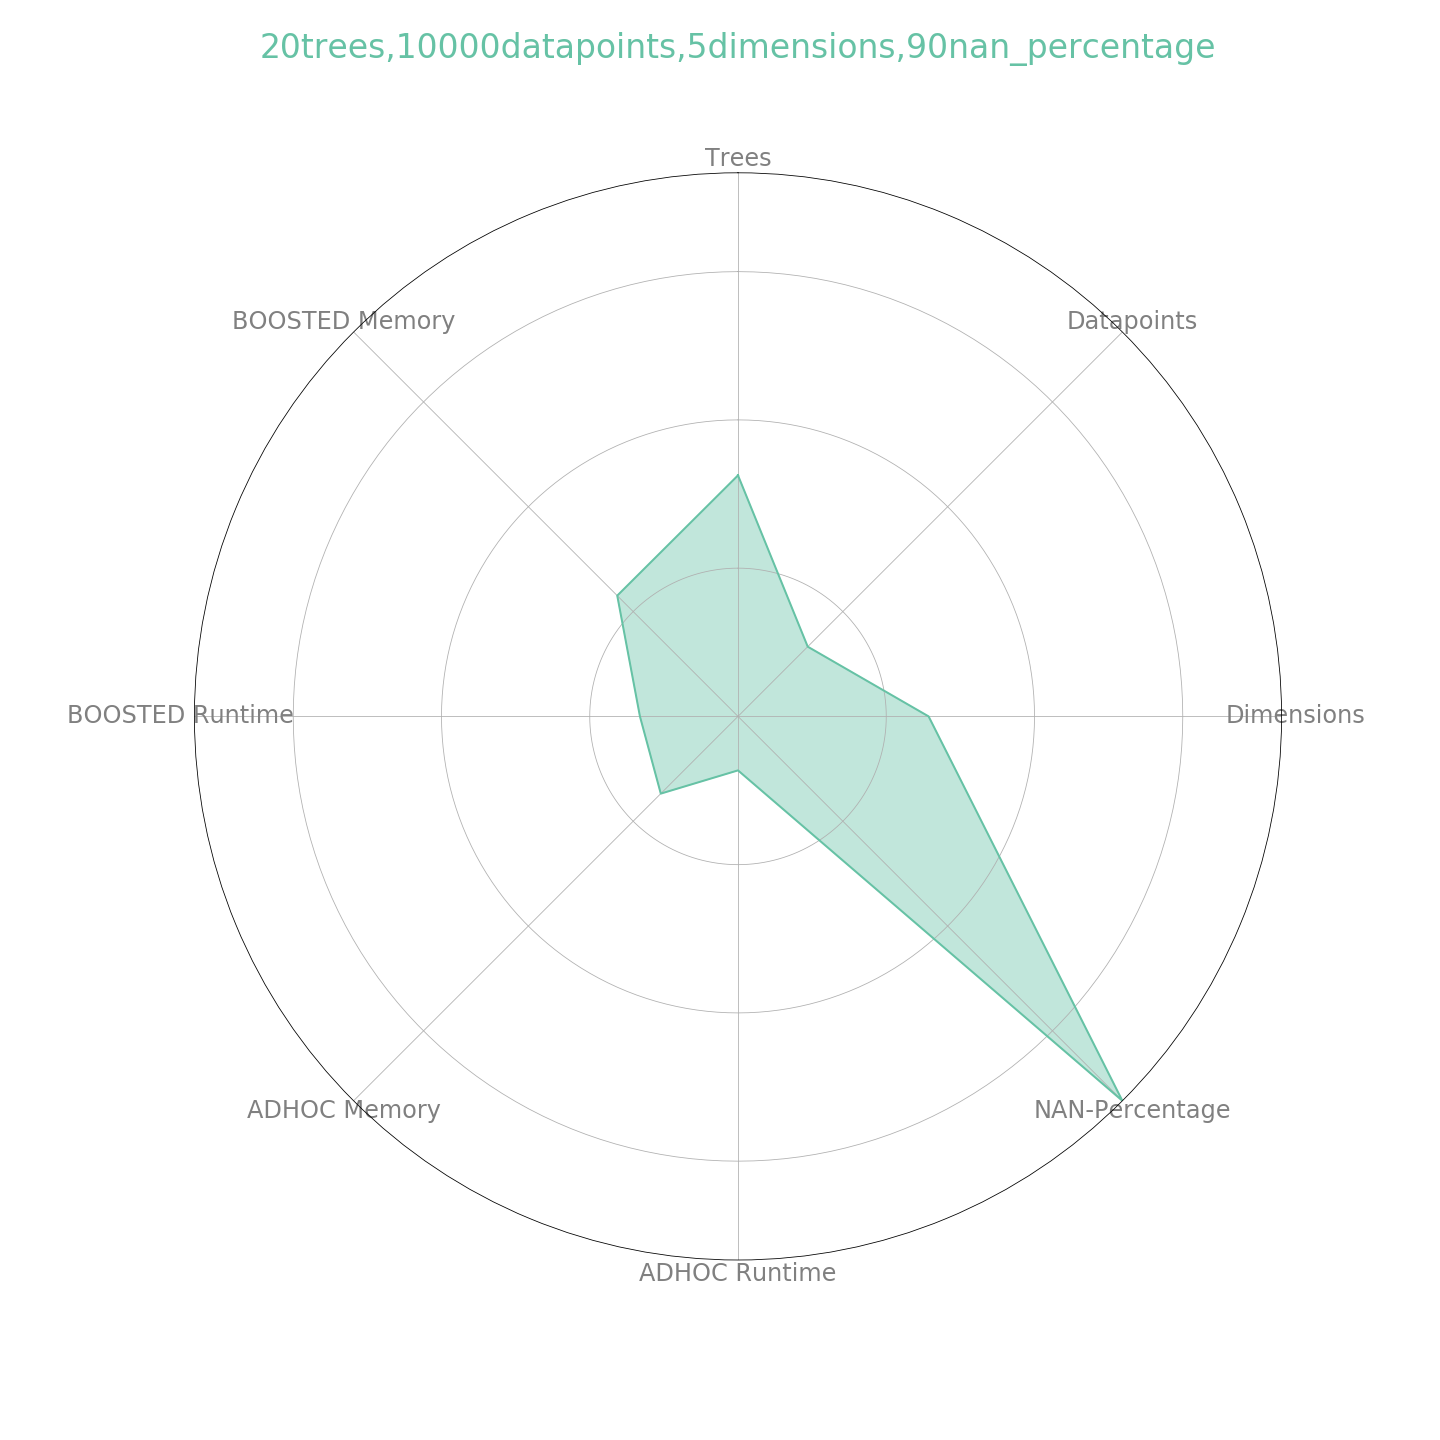 20trees,10000datapoints,5dimensions,90nan_percentage
Trees
BOOSTED Memory
Datapoints
BOOSTED Runtime
Dimensions
ADHOC Memory
NAN-Percentage
ADHOC Runtime